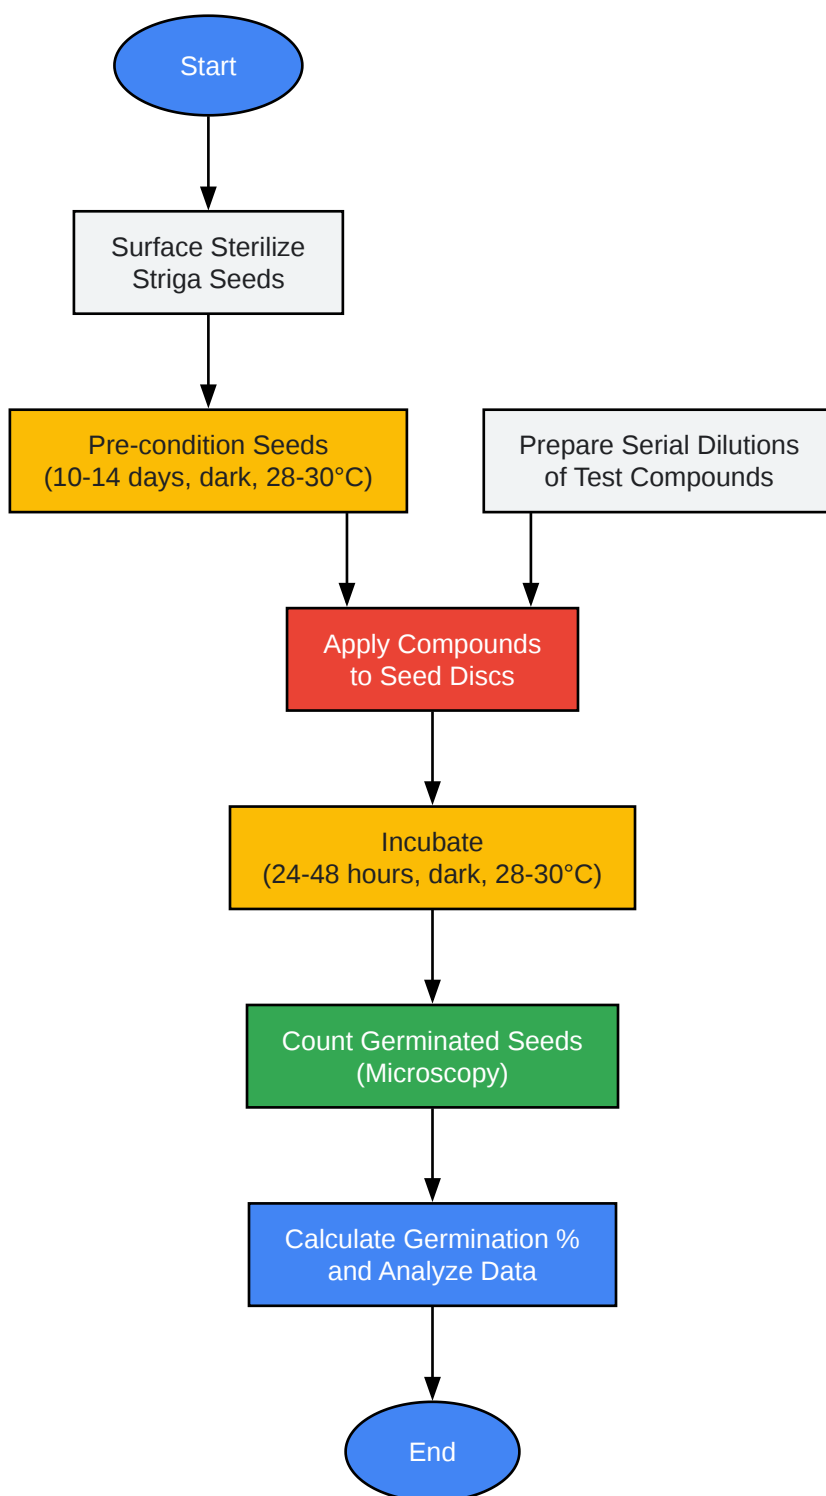 Start
Surface Sterilize
Striga Seeds
Pre-condition Seeds
(10-14 days, dark, 28-30°C)
Prepare Serial Dilutions
of Test Compounds
Apply Compounds
to Seed Discs
Incubate
(24-48 hours, dark, 28-30°C)
Count Germinated Seeds
(Microscopy)
Calculate Germination %
and Analyze Data
End